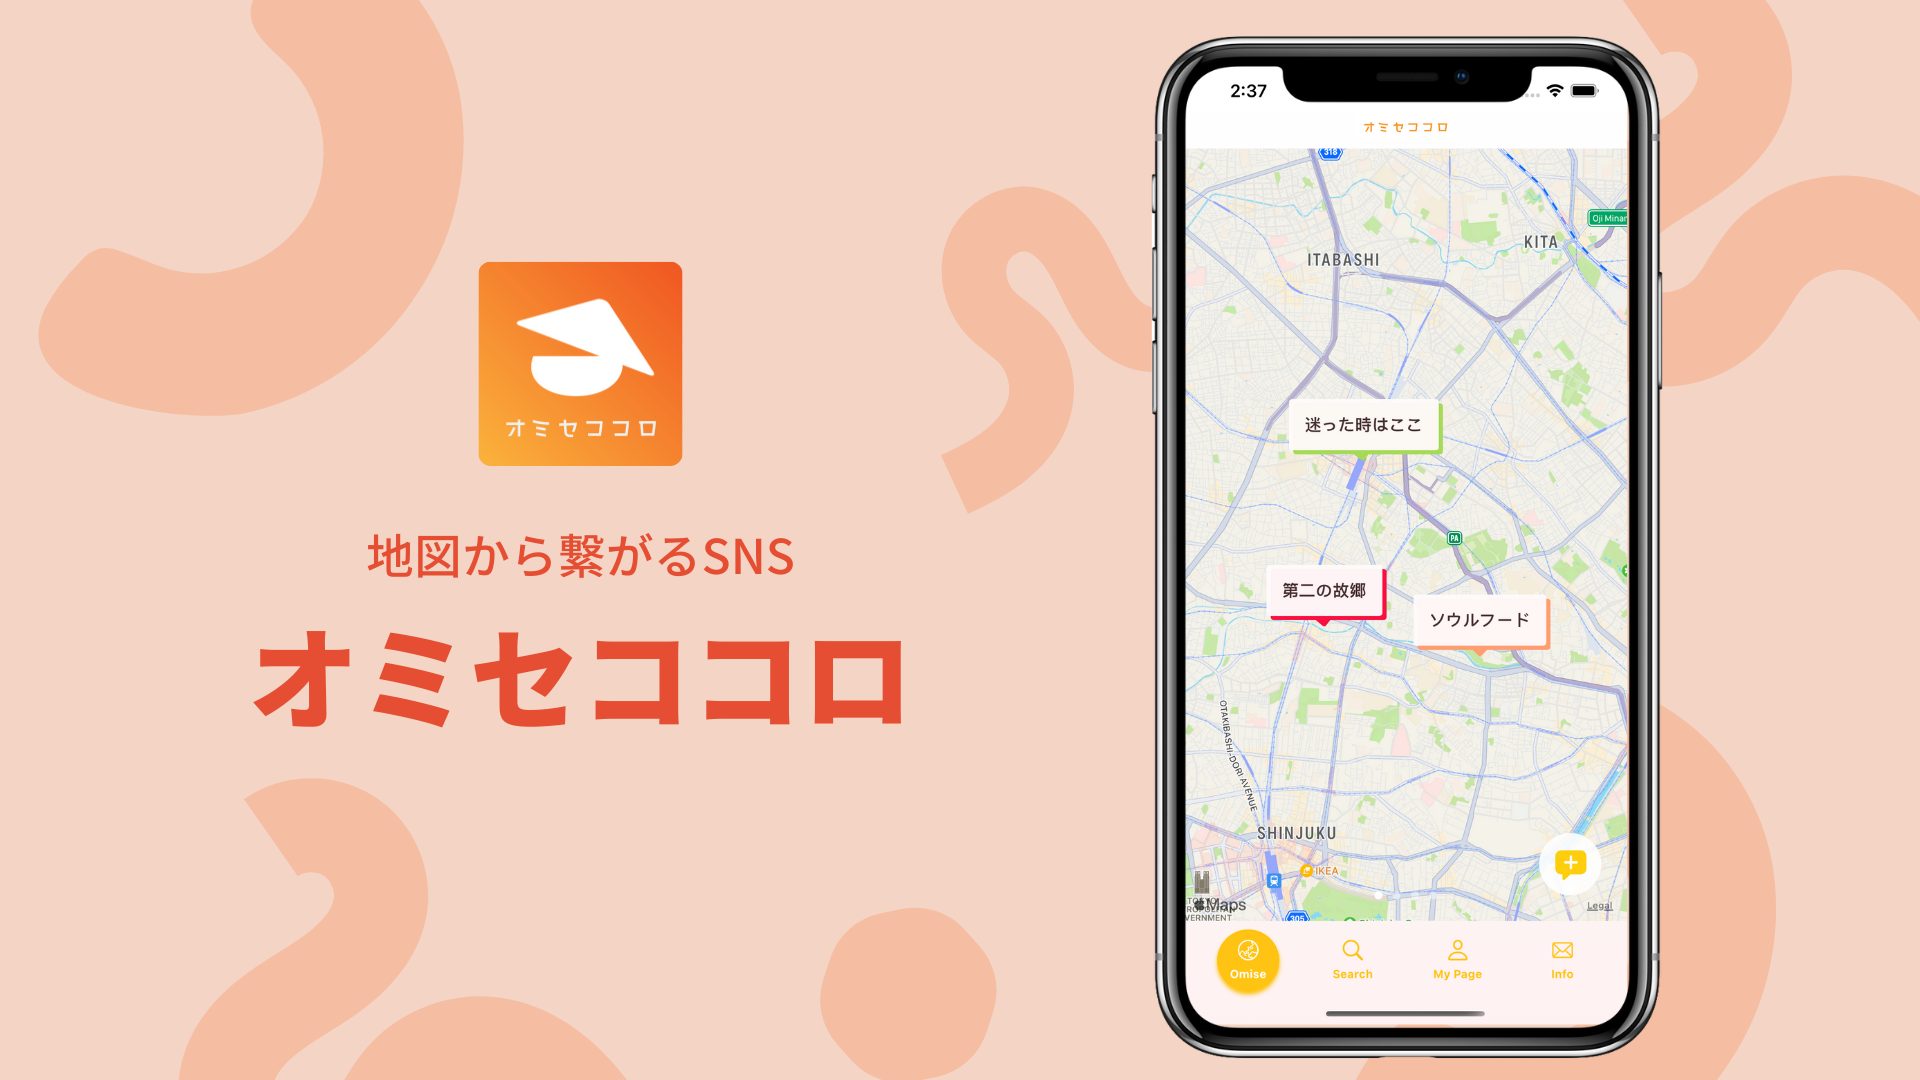 オミセココロ
地図から繋がるSNS
オミセココロ
2:37
オミセココロ
318
Oji Minar
KITA
ITABASHI
迷った時はここ
PA
第二の故郷
ソウルフード
OTAKIBASHI-DORI AVENUE
SHINJUKU
IKEA
Maps
VERNMENT
305
Legal
Omise
Search
My Page
Info